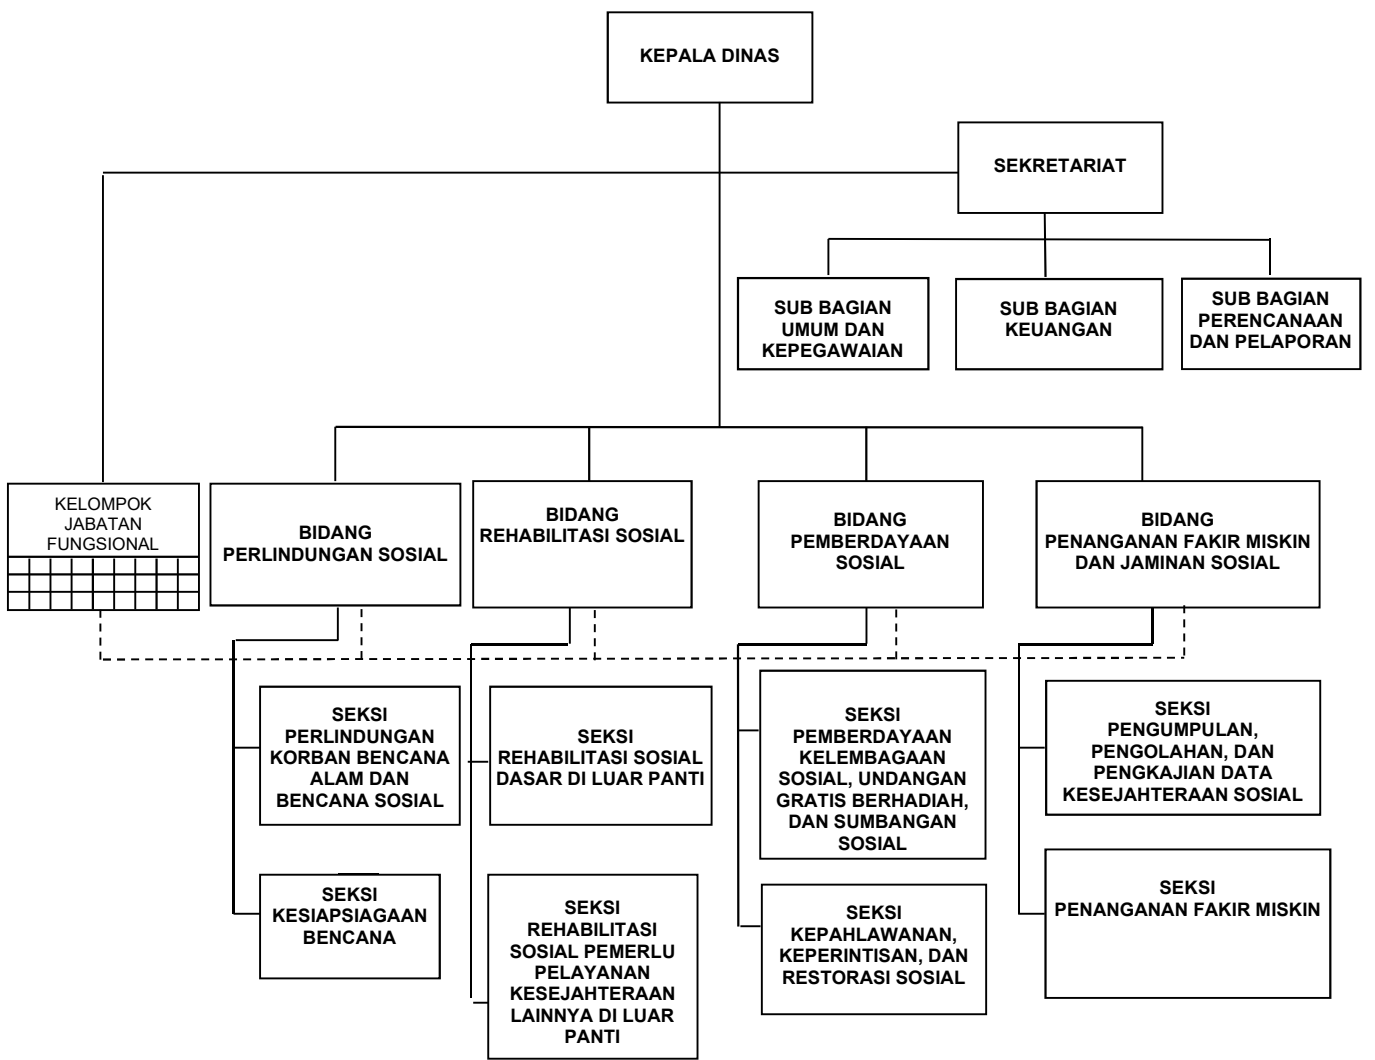 KEPALA DINAS
SEKRETARIAT
SUB BAGIAN
UMUM DAN
KEPEGAWAIAN
SUB BAGIAN
KEUANGAN
SUB BAGIAN
PERENCANAAN
DAN PELAPORAN
KELOMPOK
JABATAN
FUNGSIONAL
BIDANG
PERLINDUNGAN SOSIAL
BIDANG
REHABILITASI SOSIAL
BIDANG
PEMBERDAYAAN
SOSIAL
BIDANG
PENANGANAN FAKIR MISKIN
DAN JAMINAN SOSIAL
SEKSI
PERLINDUNGAN
KORBAN BENCANA
ALAM DAN
BENCANA SOSIAL
SEKSI
REHABILITASI SOSIAL
DASAR DI LUAR PANTI
SEKSI
PEMBERDAYAAN
KELEMBAGAAN
SOSIAL, UNDANGAN
GRATIS BERHADIAH,
DAN SUMBANGAN
SOSIAL
SEKSI
PENGUMPULAN,
PENGOLAHAN, DAN
PENGKAJIAN DATA
KESEJAHTERAAN SOSIAL
SEKSI
KESIAPSIAGAAN
BENCANA
SEKSI
REHABILITASI
SOSIAL PEMERLU
PELAYANAN
KESEJAHTERAAN
LAINNYA DI LUAR
PANTI
SEKSI
KEPAHLAWANAN,
KEPERINTISAN, DAN
RESTORASI SOSIAL
SEKSI
PENANGANAN FAKIR MISKIN